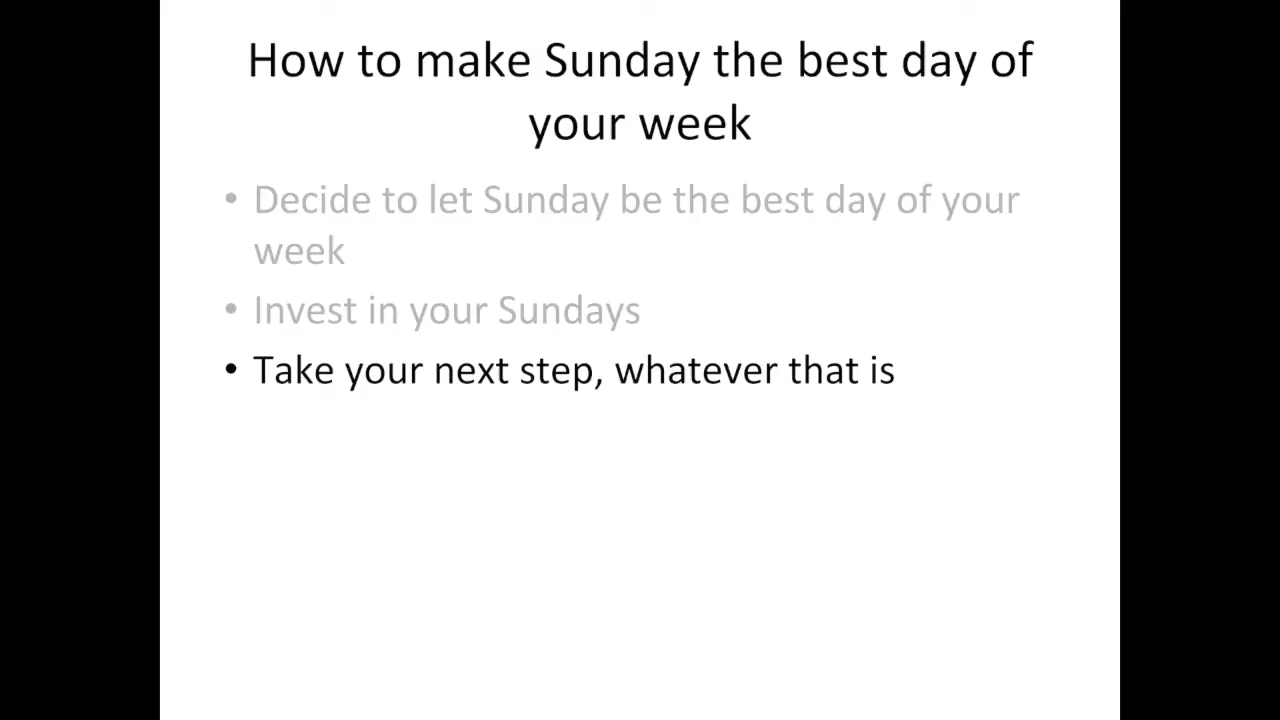 How to make Sunday the best day of
your week
• Decide to let Sunday be the best day of your
week
• Invest in your Sundays
• Take your next step, whatever that is